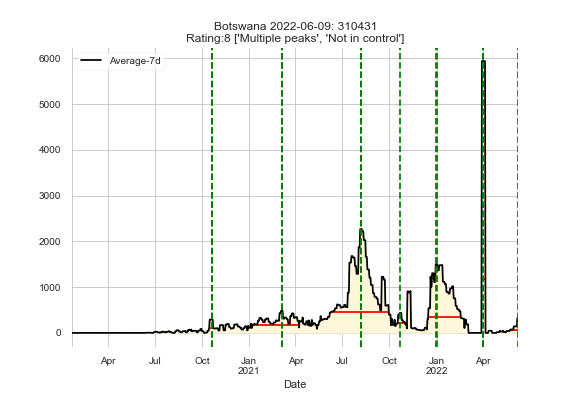 Botswana 2022-06-09: 310431
Rating:8 ['Multiple peaks', 'Not in control']
Average-7d
6000
5000
4000
3000
2000
1000
0
Apr Jul Oct Jan Apr Jul Oct Jan Apr
2021 2022
Date